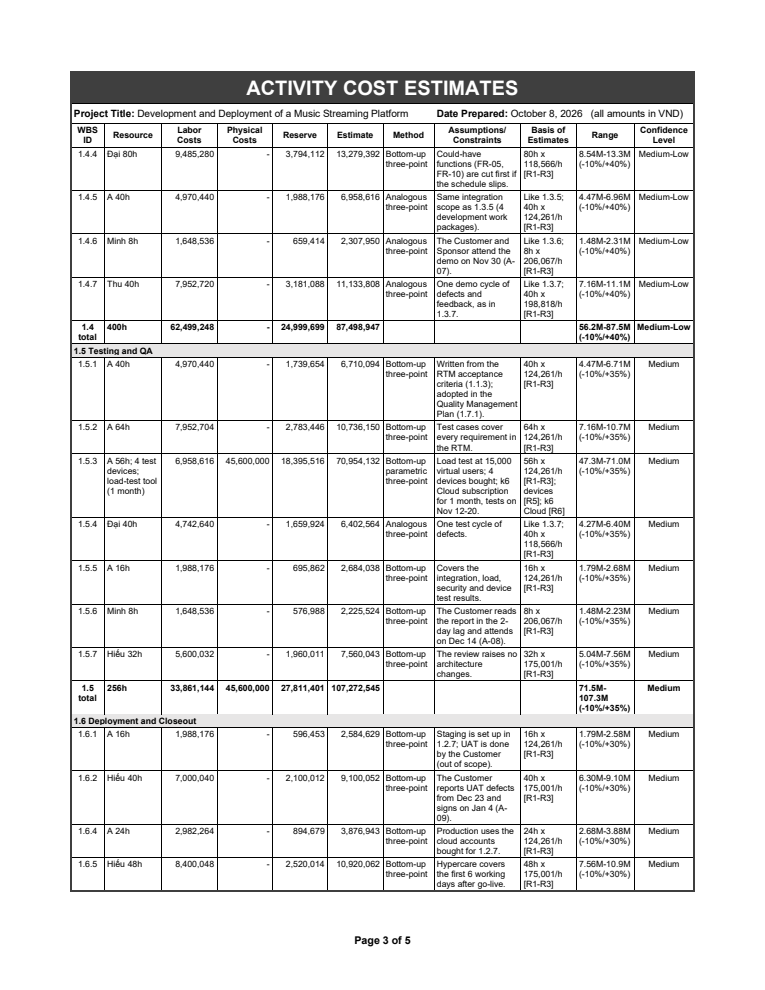 ACTIVITY COST ESTIMATES
Project Title: Development and Deployment of a Music Streaming Platform Date Prepared: October 8, 2026 (all amounts in VND)
WBS ID Resource Labor Costs Physical Costs Reserve Estimate Method Assumptions/ Constraints Basis of Estimates Range Confidence Level
1.4.4 Đại 80h 9,485,280 - 3,794,112 13,279,392 Bottom-up three-point Could-have functions (FR-05, FR-10) are cut first if the schedule slips. 80h x 118,566/h [R1-R3] 8.54M-13.3M (-10%/+40%) Medium-Low
1.4.5 A 40h 4,970,440 - 1,988,176 6,958,616 Analogous three-point Same integration scope as 1.3.5 (4 development work packages). Like 1.3.5; 40h x 124,261/h [R1-R3] 4.47M-6.96M (-10%/+40%) Medium-Low
1.4.6 Minh 8h 1,648,536 - 659,414 2,307,950 Analogous three-point The Customer and Sponsor attend the demo on Nov 30 (A-07). Like 1.3.6; 8h x 206,067/h [R1-R3] 1.48M-2.31M (-10%/+40%) Medium-Low
1.4.7 Thu 40h 7,952,720 - 3,181,088 11,133,808 Analogous three-point One demo cycle of defects and feedback, as in 1.3.7. Like 1.3.7; 40h x 198,818/h [R1-R3] 7.16M-11.1M (-10%/+40%) Medium-Low
1.4 total 400h 62,499,248 - 24,999,699 87,498,947 56.2M-87.5M (-10%/+40%) Medium-Low
1.5 Testing and QA
1.5.1 A 40h 4,970,440 - 1,739,654 6,710,094 Bottom-up three-point Written from the RTM acceptance criteria (1.1.3); adopted in the Quality Management Plan (1.7.1). 40h x 124,261/h [R1-R3] 4.47M-6.71M (-10%/+35%) Medium
1.5.2 A 64h 7,952,704 - 2,783,446 10,736,150 Bottom-up three-point Test cases cover every requirement in the RTM. 64h x 124,261/h [R1-R3] 7.16M-10.7M (-10%/+35%) Medium
1.5.3 A 56h; 4 test devices; load-test tool (1 month) 6,958,616 45,600,000 18,395,516 70,954,132 Bottom-up parametric three-point Load test at 15,000 virtual users; 4 devices bought; k6 Cloud subscription for 1 month, tests on Nov 12-20. 56h x 124,261/h [R1-R3]; devices [R5]; k6 Cloud [R6] 47.3M-71.0M (-10%/+35%) Medium
1.5.4 Đại 40h 4,742,640 - 1,659,924 6,402,564 Analogous three-point One test cycle of defects. Like 1.3.7; 40h x 118,566/h [R1-R3] 4.27M-6.40M (-10%/+35%) Medium
1.5.5 A 16h 1,988,176 - 695,862 2,684,038 Bottom-up three-point Covers the integration, load, security and device test results. 16h x 124,261/h [R1-R3] 1.79M-2.68M (-10%/+35%) Medium
1.5.6 Minh 8h 1,648,536 - 576,988 2,225,524 Bottom-up three-point The Customer reads the report in the 2-day lag and attends on Dec 14 (A-08). 8h x 206,067/h [R1-R3] 1.48M-2.23M (-10%/+35%) Medium
1.5.7 Hiếu 32h 5,600,032 - 1,960,011 7,560,043 Bottom-up three-point The review raises no architecture changes. 32h x 175,001/h [R1-R3] 5.04M-7.56M (-10%/+35%) Medium
1.5 total 256h 33,861,144 45,600,000 27,811,401 107,272,545 71.5M-107.3M (-10%/+35%) Medium
1.6 Deployment and Closeout
1.6.1 A 16h 1,988,176 - 596,453 2,584,629 Bottom-up three-point Staging is set up in 1.2.7; UAT is done by the Customer (out of scope). 16h x 124,261/h [R1-R3] 1.79M-2.58M (-10%/+30%) Medium
1.6.2 Hiếu 40h 7,000,040 - 2,100,012 9,100,052 Bottom-up three-point The Customer reports UAT defects from Dec 23 and signs on Jan 4 (A-09). 40h x 175,001/h [R1-R3] 6.30M-9.10M (-10%/+30%) Medium
1.6.4 A 24h 2,982,264 - 894,679 3,876,943 Bottom-up three-point Production uses the cloud accounts bought for 1.2.7. 24h x 124,261/h [R1-R3] 2.68M-3.88M (-10%/+30%) Medium
1.6.5 Hiếu 48h 8,400,048 - 2,520,014 10,920,062 Bottom-up three-point Hypercare covers the first 6 working days after go-live. 48h x 175,001/h [R1-R3] 7.56M-10.9M (-10%/+30%) Medium
Page 3 of 5